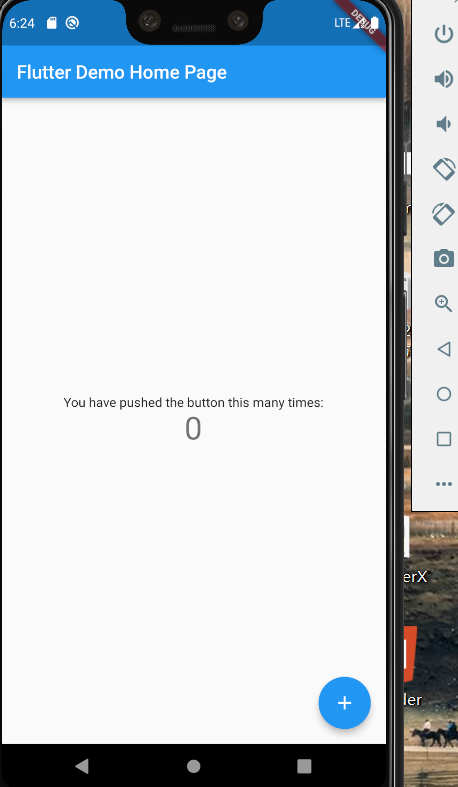 6:24
LTE
DEBUG
Flutter Demo Home Page
You have pushed the button this many times:
0
erX
ler